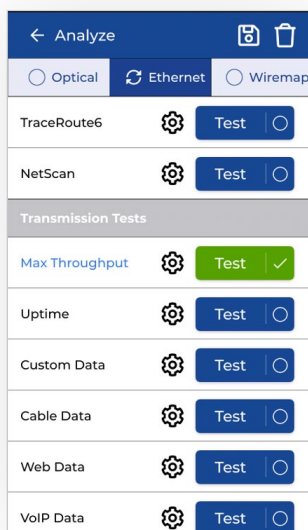 Analyze
Optical Ethernet Wiremap
TraceRoute6 Test
NetScan Test
Transmission Tests
Max Throughput Test
Uptime Test
Custom Data Test
Cable Data Test
Web Data Test
VoIP Data Test